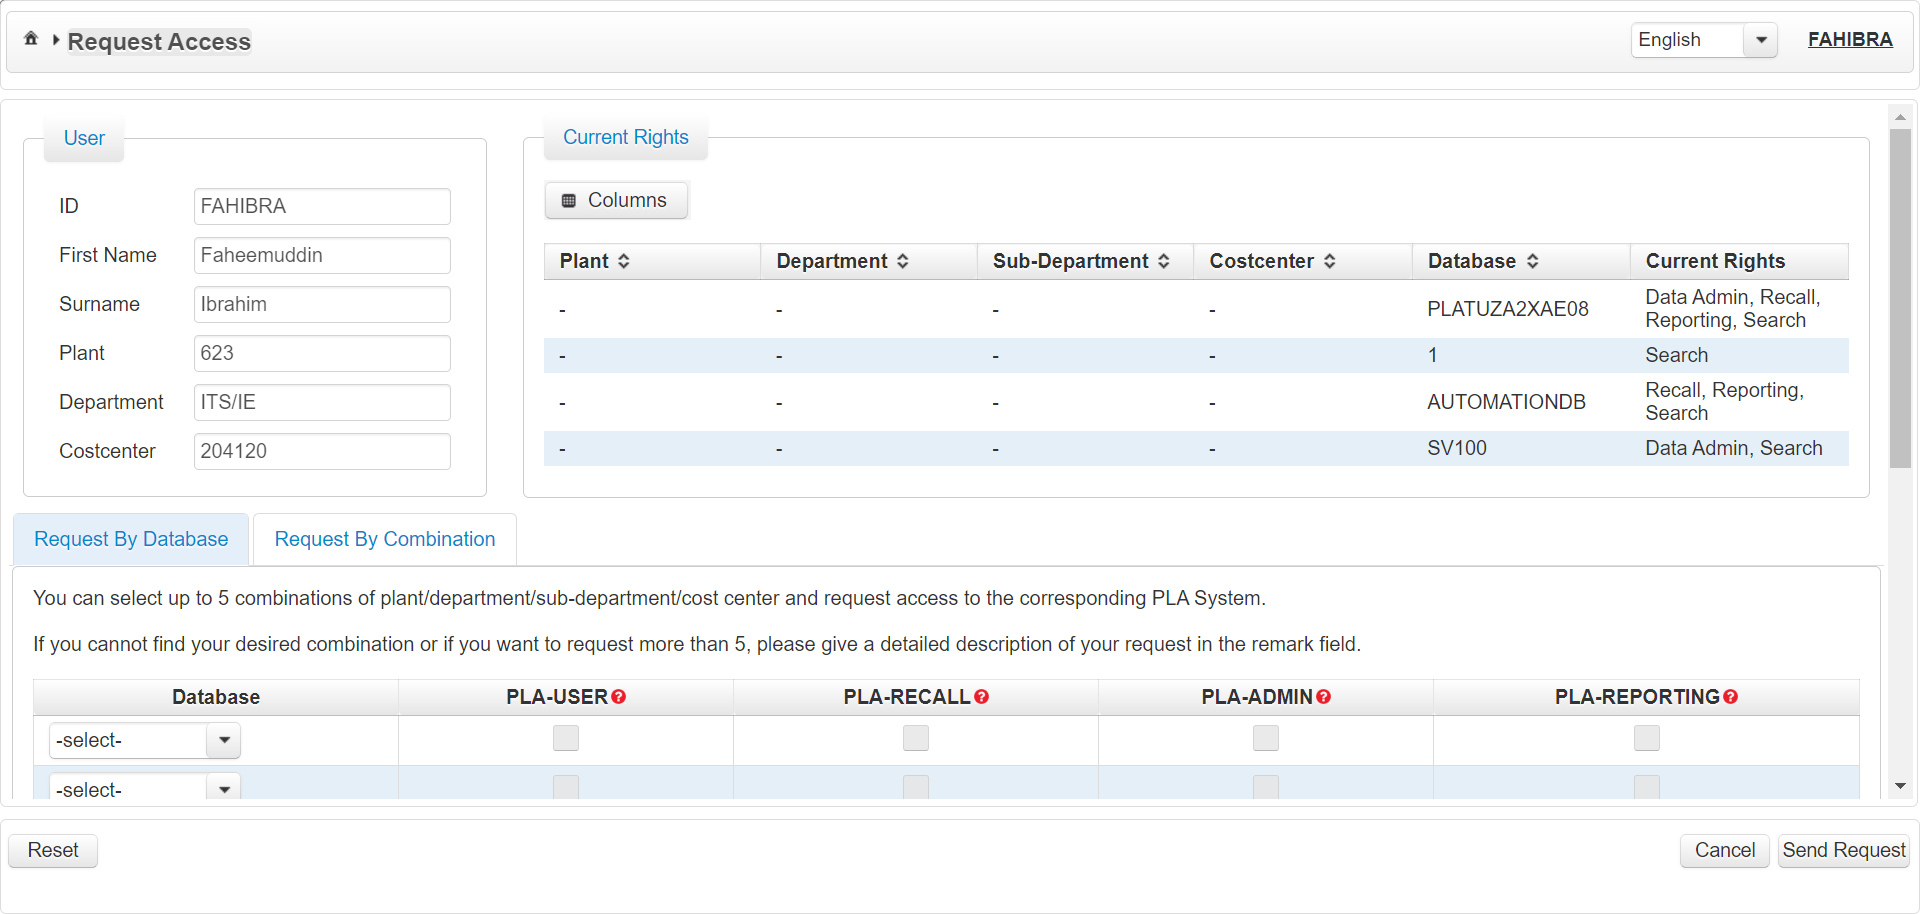 Request Access
English
FAHIBRA
User
ID
FAHIBRA
First Name
Faheemuddin
Surname
Ibrahim
Plant
623
Department
ITS/IE
Costcenter
204120
Current Rights
Columns
Plant Department Sub-Department Costcenter Database Current Rights
- - - - PLATUZA2XAE08 Data Admin, Recall,
Reporting, Search
- - - - 1 Search
- - - - AUTOMATIONDB Recall, Reporting,
Search
- - - - SV100 Data Admin, Search
Request By Database
Request By Combination
You can select up to 5 combinations of plant/department/sub-department/cost center and request access to the corresponding PLA System.
If you cannot find your desired combination or if you want to request more than 5, please give a detailed description of your request in the remark field.
Database PLA-USER? PLA-RECALL? PLA-ADMIN? PLA-REPORTING?
-select-
-select-
Reset
Cancel
Send Request